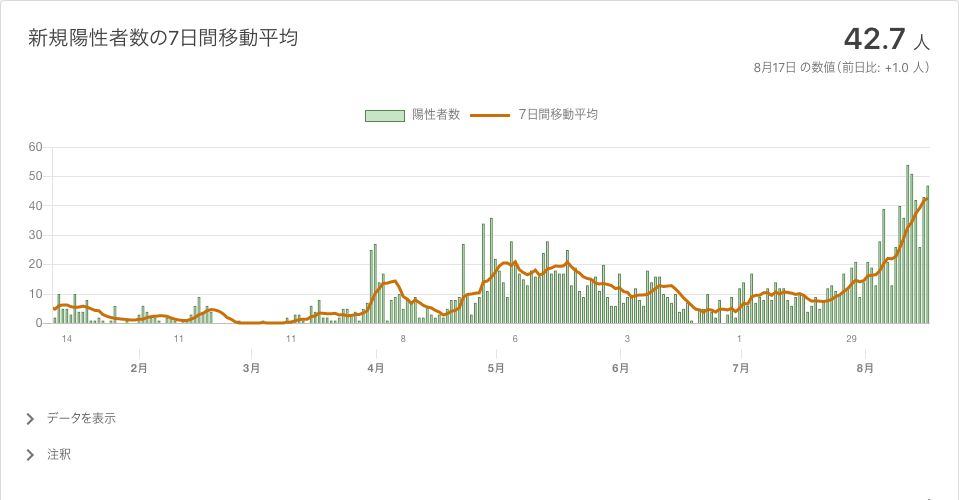 新規陽性者数の7日間移動平均
42.7 人
8月17日 の数値（前日比: +1.0 人）
陽性者数 7日間移動平均
60
50
40
30
20
10
0
14 11 11 8 6 3 1 29
2月 3月 4月 5月 6月 7月 8月
データを表示
注釈